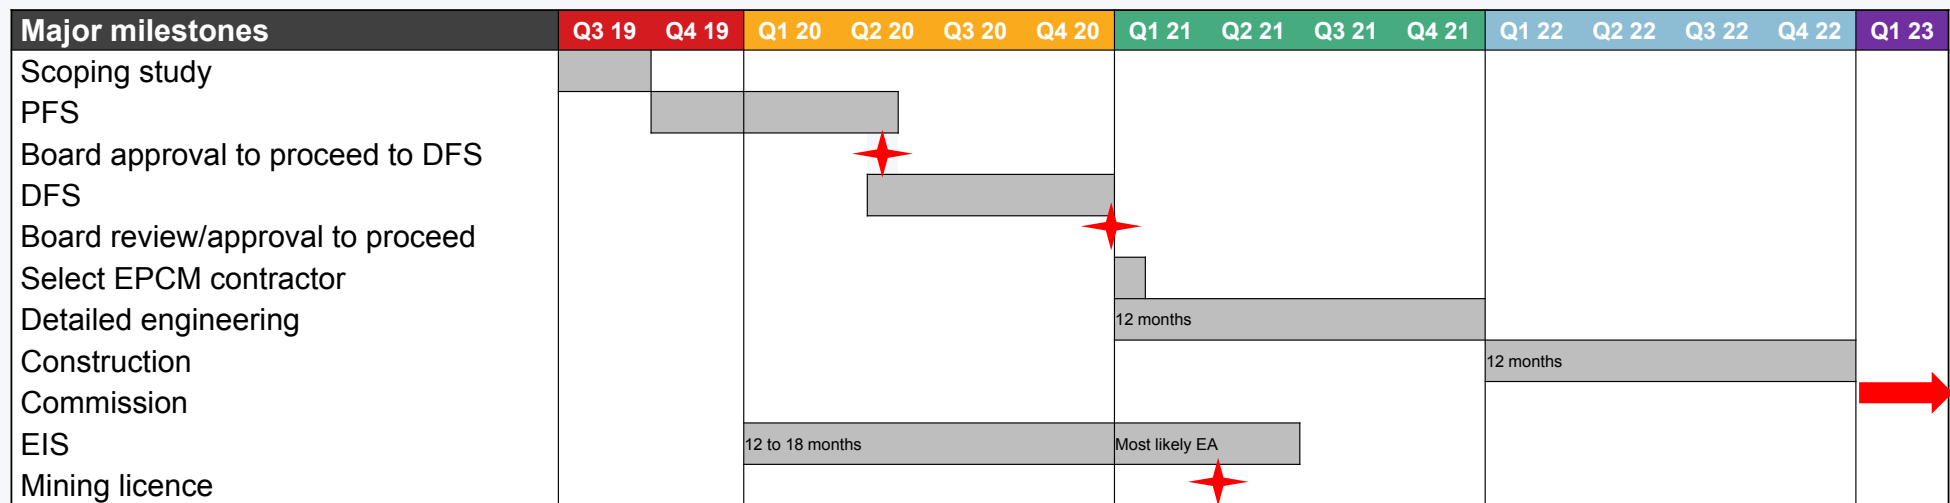 Major milestones Q3 19 Q4 19 Q1 20 Q2 20 Q3 20 Q4 20 Q1 21 Q2 21 Q3 21 Q4 21 Q1 22 Q2 22 Q3 22 Q4 22 Q1 23
Scoping study
PFS
Board approval to proceed to DFS
DFS
Board review/approval to proceed
Select EPCM contractor
Detailed engineering 12 months
Construction 12 months
Commission
EIS 12 to 18 months Most likely EA
Mining licence